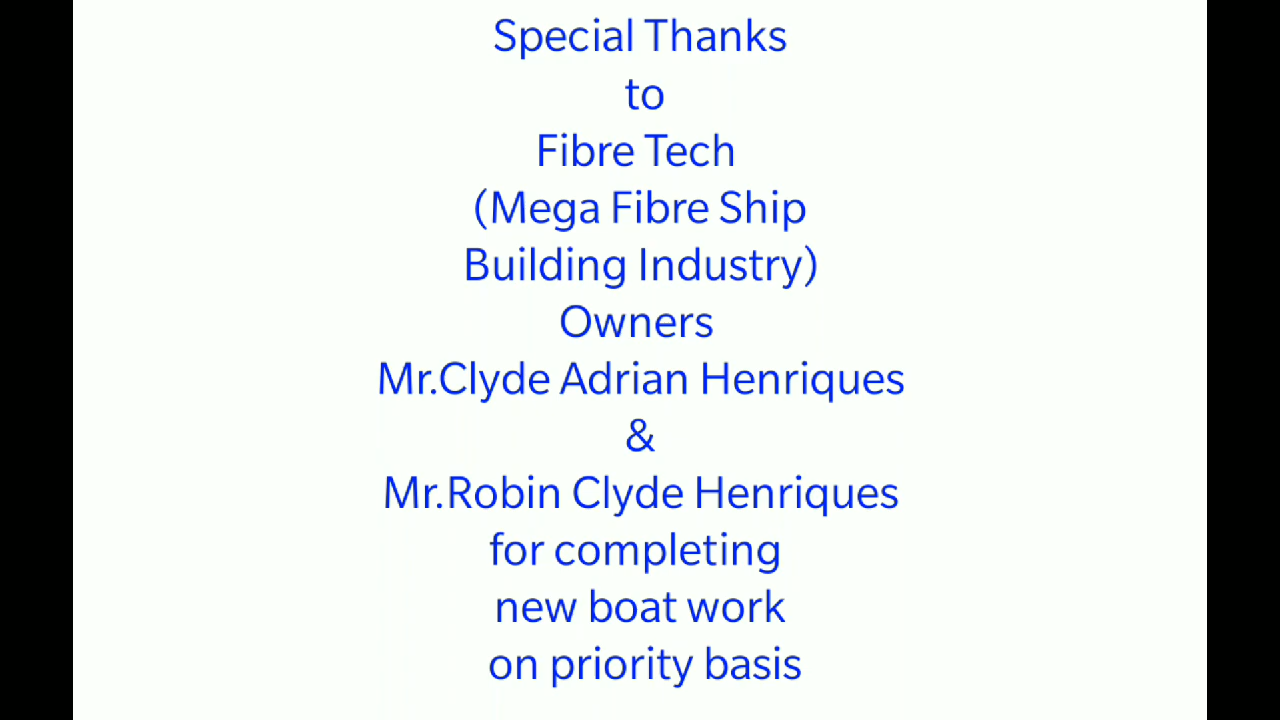 Special Thanks
to
Fibre Tech
(Mega Fibre Ship
Building Industry)
Owners
Mr.Clyde Adrian Henriques
&
Mr.Robin Clyde Henriques
for completing
new boat work
on priority basis